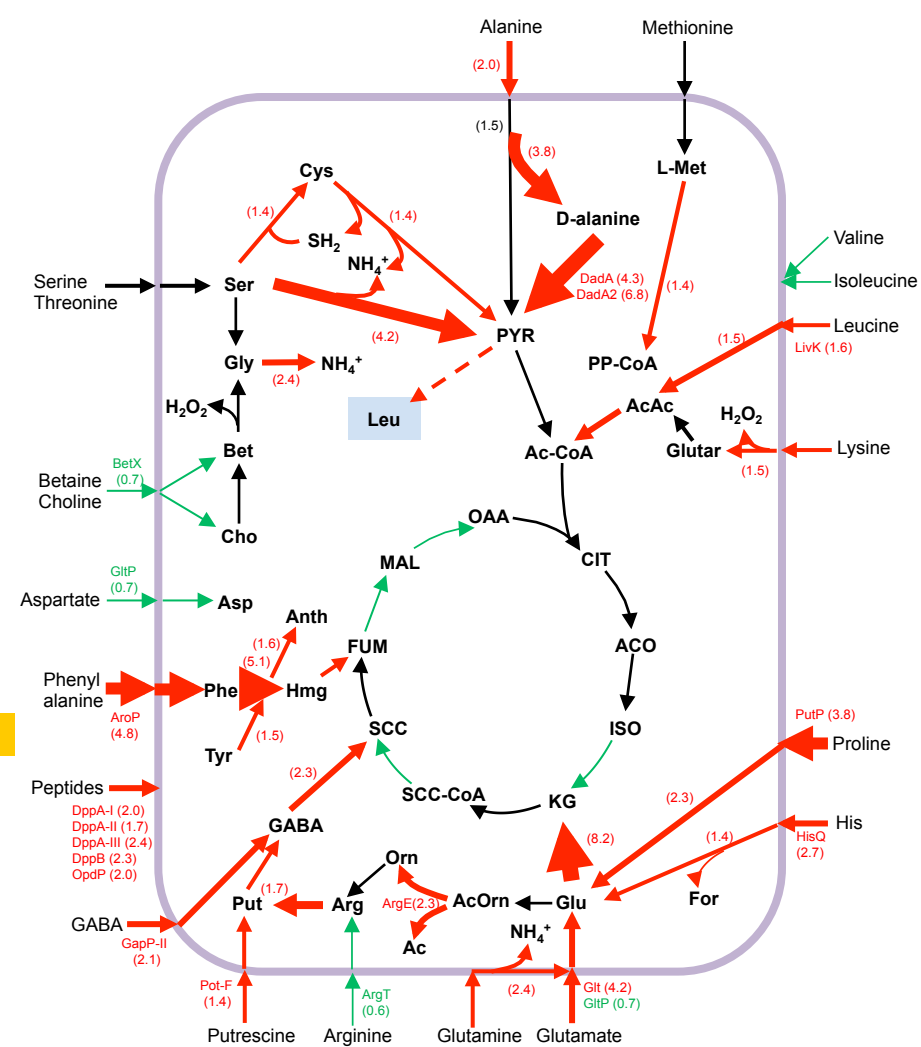 Alanine
Methionine
(2.0)
(1.5)
(3.8)
L-Met
Cys
D-alanine
(1.4)
(1.4)
SH2
NH4+
Valine
Isoleucine
Serine
Threonine
Ser
DadA (4.3)
DadA2 (6.8)
(1.4)
(4.2)
PYR
Leucine
LivK (1.6)
(1.5)
Gly
(2.4)
NH4+
PP-CoA
H2O2
Leu
AcAc
H2O2
Bet
Ac-CoA
Glutar
(1.5)
Lysine
BetX
(0.7)
Betaine
Choline
Cho
OAA
MAL
CIT
GltP
(0.7)
Aspartate
Asp
Anth
(1.6)
(5.1)
FUM
ACO
Phenyl
alanine
Phe
Hmg
AroP
(4.8)
Tyr
(1.5)
SCC
ISO
PutP (3.8)
Proline
(2.3)
SCC-CoA
KG
(2.3)
Peptides
DppA-I (2.0)
DppA-II (1.7)
DppA-III (2.4)
DppB (2.3)
OpdP (2.0)
GABA
(8.2)
(1.4)
His
HisQ
(2.7)
Orn
(1.7)
Put
Arg
ArgE(2.3)
AcOrn
Glu
For
GABA
GapP-II
(2.1)
Ac
NH4+
Pot-F
(1.4)
ArgT
(0.6)
(2.4)
Glt (4.2)
GltP (0.7)
Putrescine
Arginine
Glutamine
Glutamate